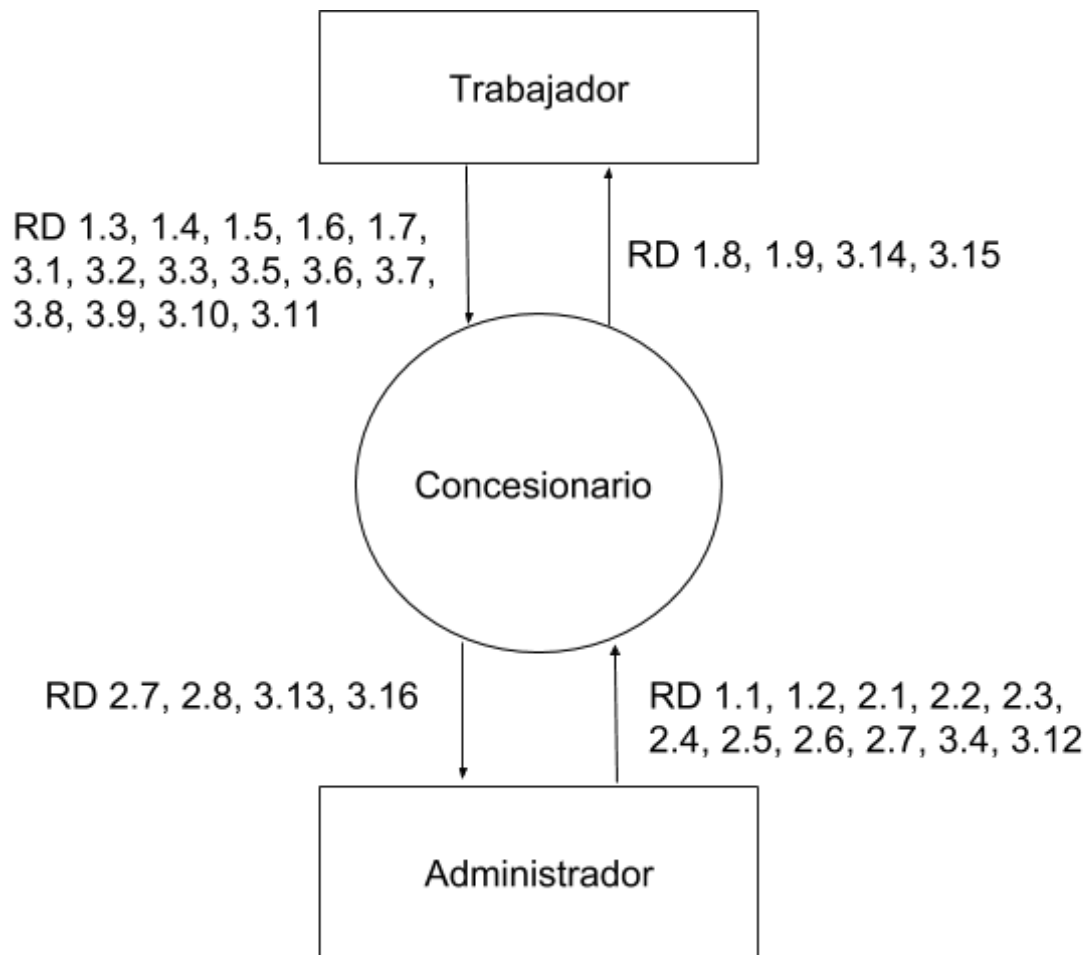 Trabajador
RD 1.3, 1.4, 1.5, 1.6, 1.7,
3.1, 3.2, 3.3, 3.5, 3.6, 3.7,
3.8, 3.9, 3.10, 3.11
RD 1.8, 1.9, 3.14, 3.15
Concesionario
RD 2.7, 2.8, 3.13, 3.16
RD 1.1, 1.2, 2.1, 2.2, 2.3,
2.4, 2.5, 2.6, 2.7, 3.4, 3.12
Administrador